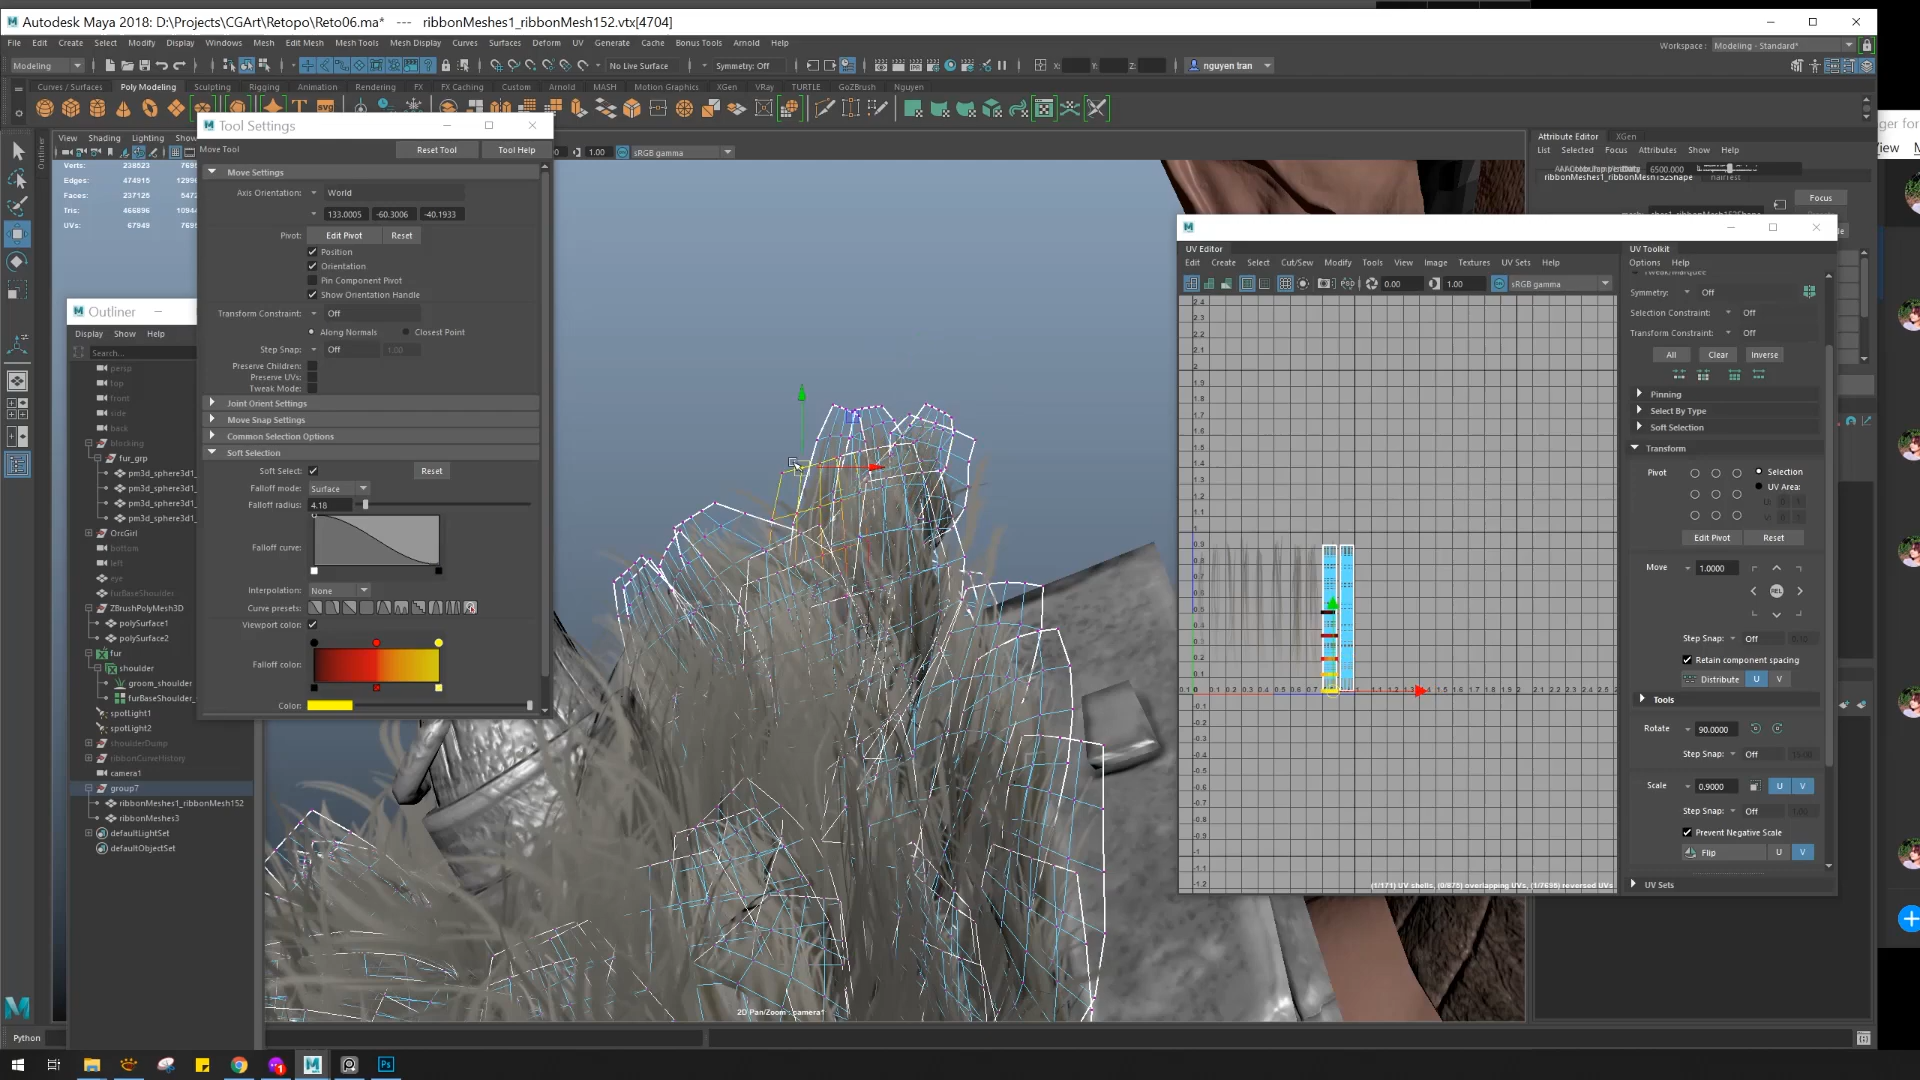 Autodesk Maya 2018: D:\Projects\CGArt\Retopo\Reto06.ma* --- ribbonMeshes1_ribbonMesh152.vtx[4704]
File Edit Create Select Modify Display Windows Mesh Edit Mesh Mesh Tools Mesh Display Curves Surfaces Deform UV Generate Cache Bonus Tools Arnold Help
Workspace: Modeling - Standard*
Modeling
No Live Surface
Symmetry: Off
X: Y: Z:
nguyen tran
Curves / Surfaces Poly Modeling Sculpting Rigging Animation Rendering FX FX Caching Custom Arnold MASH Motion Graphics XGen VRay TURTLE GoZBrush Nguyen
View Shading Lighting
1.00 sRGB gamma
Verts: 238623
Edges: 474915
Faces: 237125
Tris: 466896
UVs: 67949
Tool Settings
Move Tool
Reset Tool
Tool Help
Move Settings
Axis Orientation: World
133.0005 -60.3006 -40.1933
Pivot: Edit Pivot Reset
Position
Orientation
Pin Component Pivot
Show Orientation Handle
Transform Constraint: Off
Along Normals Closest Point
Step Snap: Off 1.00
Preserve Children:
Preserve UVs:
Tweak Mode:
Joint Orient Settings
Move Snap Settings
Common Selection Options
Soft Selection
Soft Select: Reset
Falloff mode: Surface
Falloff radius: 4.18
Falloff curve:
Interpolation: None
Curve presets:
Viewport color:
Falloff color:
Color:
Outliner
Display Show Help
Search...
persp
top
front
side
back
blocking
fur_grp
pm3d_sphere3d1_
pm3d_sphere3d1_
pm3d_sphere3d1_
pm3d_sphere3d1_
OrcGirl
bottom
left
eye
furBaseShoulder
ZBrushPolyMesh3D
polySurface1
polySurface2
fur
shoulder
groom_shoulder
furBaseShoulder_
spotLight1
spotLight2
shoulderDump
ribbonCurveHistory
camera1
group7
ribbonMeshes1_ribbonMesh152
ribbonMeshes3
defaultLightSet
defaultObjectSet
2D Pan/Zoom : camera1
Python
Attribute Editor XGen
List Selected Focus Attributes Show Help
6500.000
ribbonMeshes1_ribbonMesh152Shape
Focus
UV Editor
Edit Create Select Cut/Sew Modify Tools View Image Textures UV Sets Help
0.00 1.00 sRGB gamma
(1/171) UV shells, (0/875) overlapping UVs, (1/7695) reversed UVs
UV Toolkit
Options Help
Tweak/Marquee
Symmetry: Off
Selection Constraint: Off
Transform Constraint: Off
All Clear Inverse
Pinning
Select By Type
Soft Selection
Transform
Pivot Selection
UV Area:
Edit Pivot Reset
Move 1.0000
REL
Step Snap: Off
Retain component spacing
Distribute U V
Tools
Rotate 90.0000
Step Snap: Off
Scale 0.9000 U V
Step Snap: Off 1.00
Prevent Negative Scale
Flip U V
UV Sets